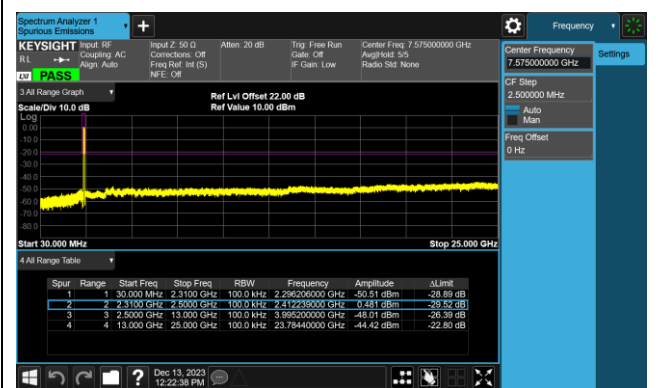 Spectrum Analyzer 1
Spurious Emissions
Frequency
KEYSIGHT
Input: RF
Input Z: 50 Ω
Atten: 20 dB
Trig: Free Run
Center Freq: 7.575000000 GHz
RL
Coupling: AC
Corrections: Off
Gate: Off
Avg|Hold: 5/5
Align: Auto
Freq Ref: Int (S)
IF Gain: Low
Radio Std: None
NFE: Off
LXI PASS
Center Frequency
7.575000000 GHz
Settings
CF Step
2.500000 MHz
Auto
Man
Freq Offset
0 Hz
3 All Range Graph
Ref Lvl Offset 22.00 dB
Scale/Div 10.0 dB
Ref Value 10.00 dBm
Log
0.00
-10.0
-20.0
-30.0
-40.0
-50.0
-60.0
-70.0
-80.0
Start 30.000 MHz
Stop 25.000 GHz
4 All Range Table
Spur Range Start Freq Stop Freq RBW Frequency Amplitude ΔLimit
1 1 30.000 MHz 2.3100 GHz 100.0 kHz 2.296206000 GHz -50.51 dBm -28.89 dB
2 2 2.3100 GHz 2.5000 GHz 100.0 kHz 2.412239000 GHz 0.481 dBm -29.52 dB
3 3 2.5000 GHz 13.000 GHz 100.0 kHz 3.995200000 GHz -48.01 dBm -26.39 dB
4 4 13.000 GHz 25.000 GHz 100.0 kHz 23.78440000 GHz -44.42 dBm -22.80 dB
?
Dec 13, 2023
12:22:38 PM